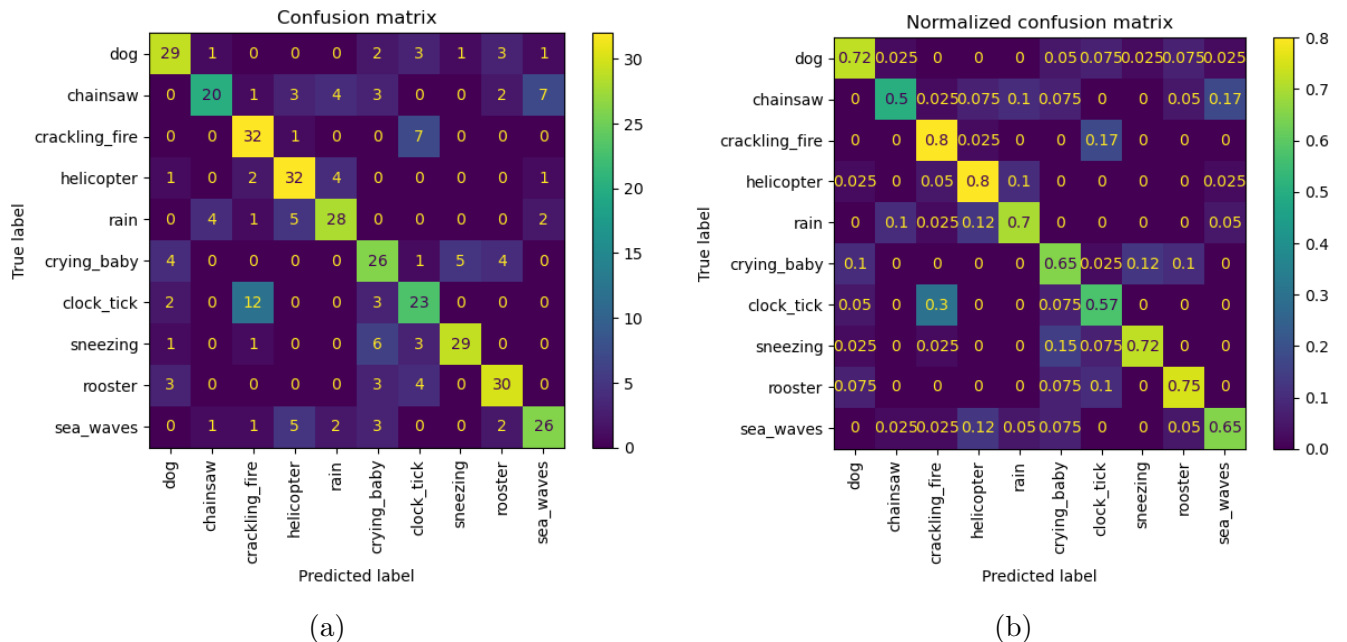 Confusion matrix
True label
dog 29 1 0 0 0 2 3 1 3 1
chainsaw 0 20 1 3 4 3 0 0 2 7
crackling_fire 0 0 32 1 0 0 7 0 0 0
helicopter 1 0 2 32 4 0 0 0 0 1
rain 0 4 1 5 28 0 0 0 0 2
crying_baby 4 0 0 0 0 26 1 5 4 0
clock_tick 2 0 12 0 0 3 23 0 0 0
sneezing 1 0 1 0 0 6 3 29 0 0
rooster 3 0 0 0 0 3 4 0 30 0
sea_waves 0 1 1 5 2 3 0 0 2 26
dog chainsaw crackling_fire helicopter rain crying_baby clock_tick sneezing rooster sea_waves
Predicted label
30
25
20
15
10
5
0
(a)
Normalized confusion matrix
True label
dog 0.72 0.025 0 0 0 0.05 0.075 0.025 0.075 0.025
chainsaw 0 0.5 0.025 0.075 0.1 0.075 0 0 0.05 0.17
crackling_fire 0 0 0.8 0.025 0 0 0.17 0 0 0
helicopter 0.025 0 0.05 0.8 0.1 0 0 0 0 0.025
rain 0 0.1 0.025 0.12 0.7 0 0 0 0 0.05
crying_baby 0.1 0 0 0 0 0.65 0.025 0.12 0.1 0
clock_tick 0.05 0 0.3 0 0 0.075 0.57 0 0 0
sneezing 0.025 0 0.025 0 0 0.15 0.075 0.72 0 0
rooster 0.075 0 0 0 0 0.075 0.1 0 0.75 0
sea_waves 0 0.025 0.025 0.12 0.05 0.075 0 0 0.05 0.65
dog chainsaw crackling_fire helicopter rain crying_baby clock_tick sneezing rooster sea_waves
Predicted label
0.8
0.7
0.6
0.5
0.4
0.3
0.2
0.1
0.0
(b)